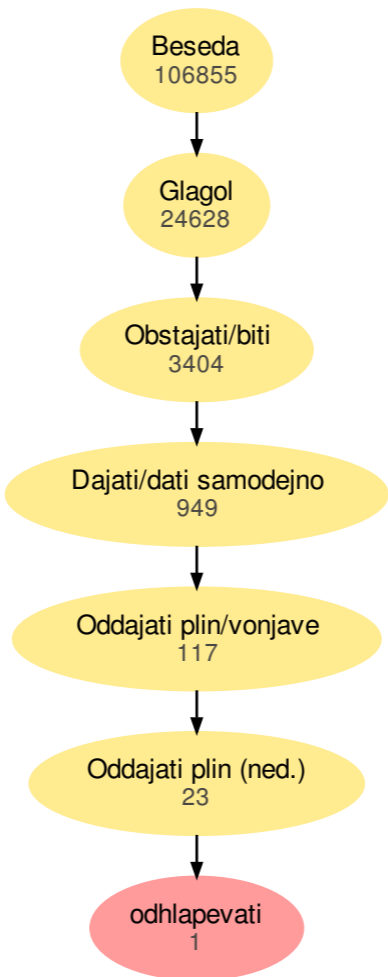 Beseda
106855
Glagol
24628
Obstajati/biti
3404
Dajati/dati samodejno
949
Oddajati plin/vonjave
117
Oddajati plin (ned.)
23
odhlapevati
1